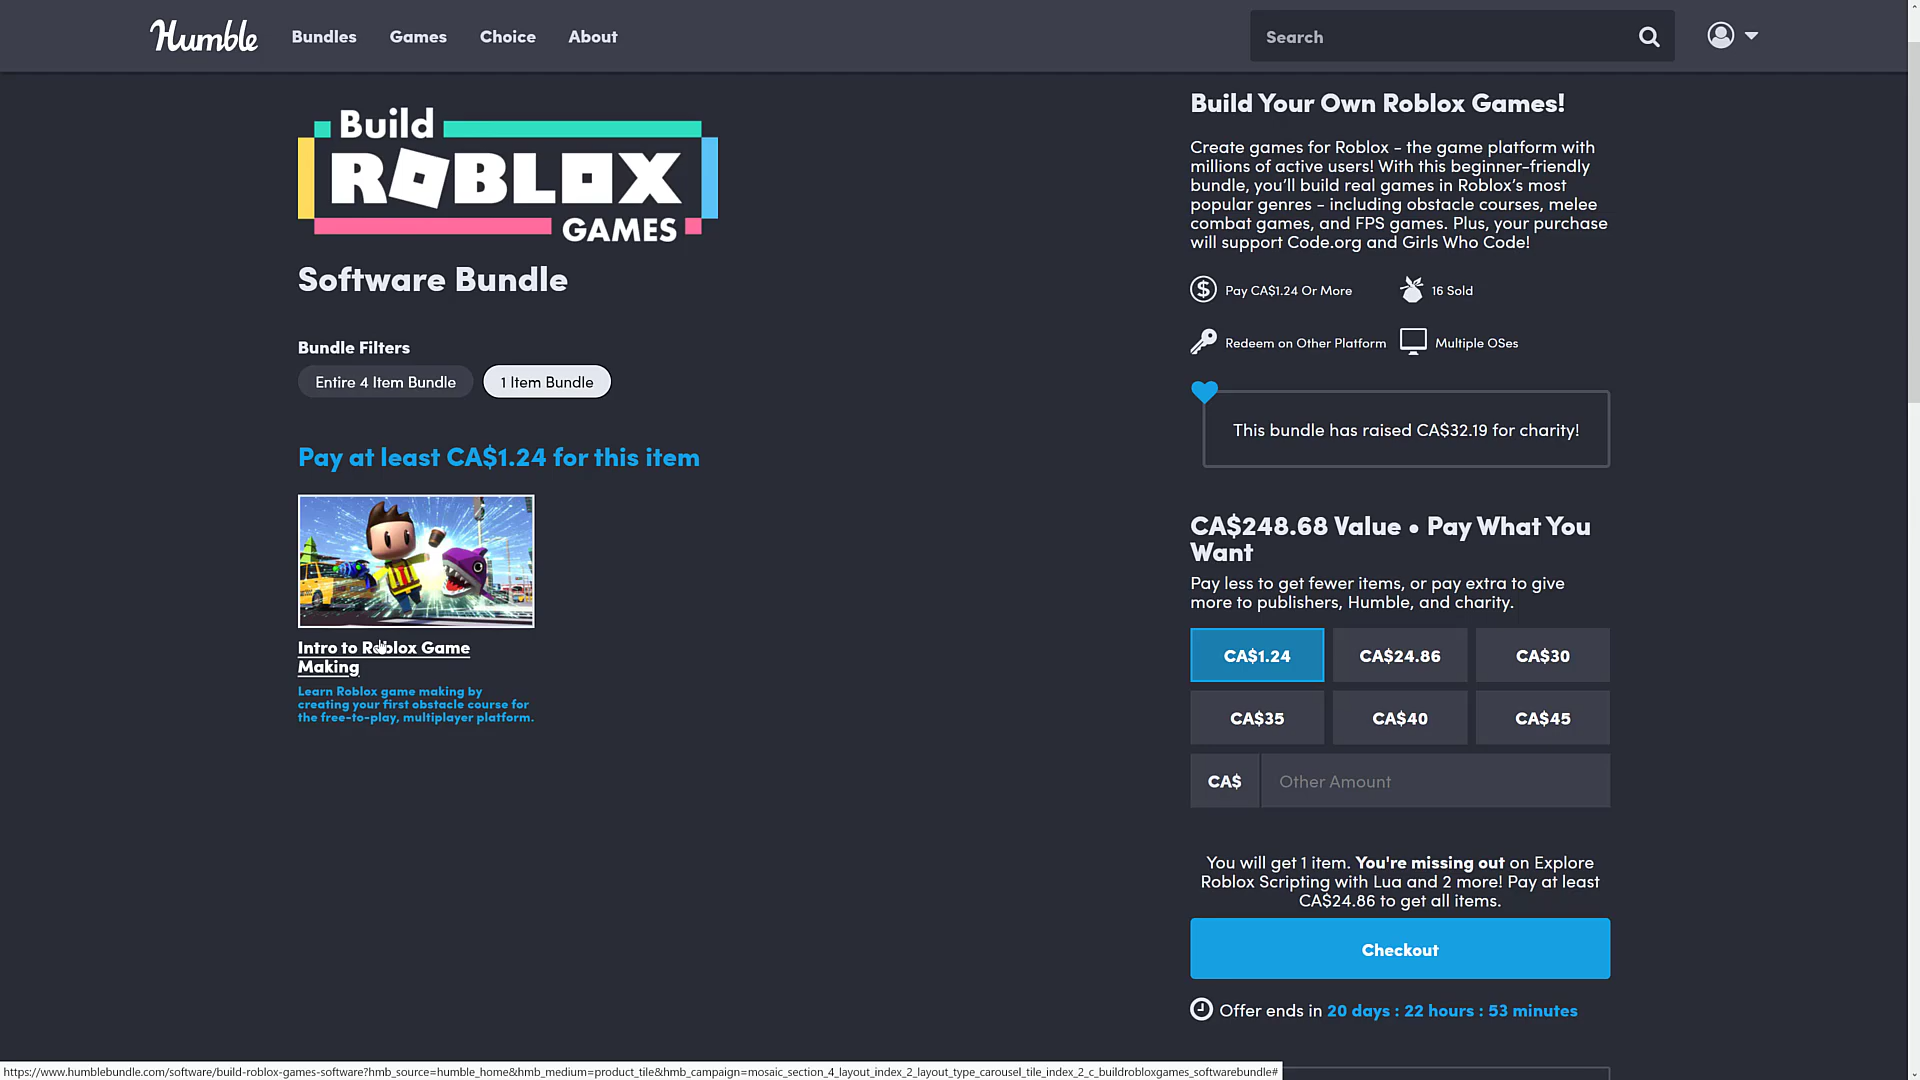 Humble
Bundles
Games
Choice
About
Search
Build
ROBLOX
GAMES
Software Bundle
Bundle Filters
Entire 4 Item Bundle
1 Item Bundle
Pay at least CA$1.24 for this item
Intro to Roblox Game
Making
Learn Roblox game making by
creating your first obstacle course for
the free-to-play, multiplayer platform.
Build Your Own Roblox Games!
Create games for Roblox – the game platform with
millions of active users! With this beginner-friendly
bundle, you’ll build real games in Roblox’s most
popular genres – including obstacle courses, melee
combat games, and FPS games. Plus, your purchase
will support Code.org and Girls Who Code!
Pay CA$1.24 Or More
16 Sold
Redeem on Other Platform
Multiple OSes
This bundle has raised CA$32.19 for charity!
CA$248.68 Value • Pay What You
Want
Pay less to get fewer items, or pay extra to give
more to publishers, Humble, and charity.
CA$1.24
CA$24.86
CA$30
CA$35
CA$40
CA$45
CA$
Other Amount
You will get 1 item. You're missing out on Explore
Roblox Scripting with Lua and 2 more! Pay at least
CA$24.86 to get all items.
Checkout
Offer ends in 20 days : 22 hours : 53 minutes
https://www.humblebundle.com/software/build-roblox-games-software?hmb_source=humble_home&hmb_medium=product_tile&hmb_campaign=mosaic_section_4_layout_index_2_layout_type_carousel_tile_index_2_c_buildrobloxgames_softwarebundle#